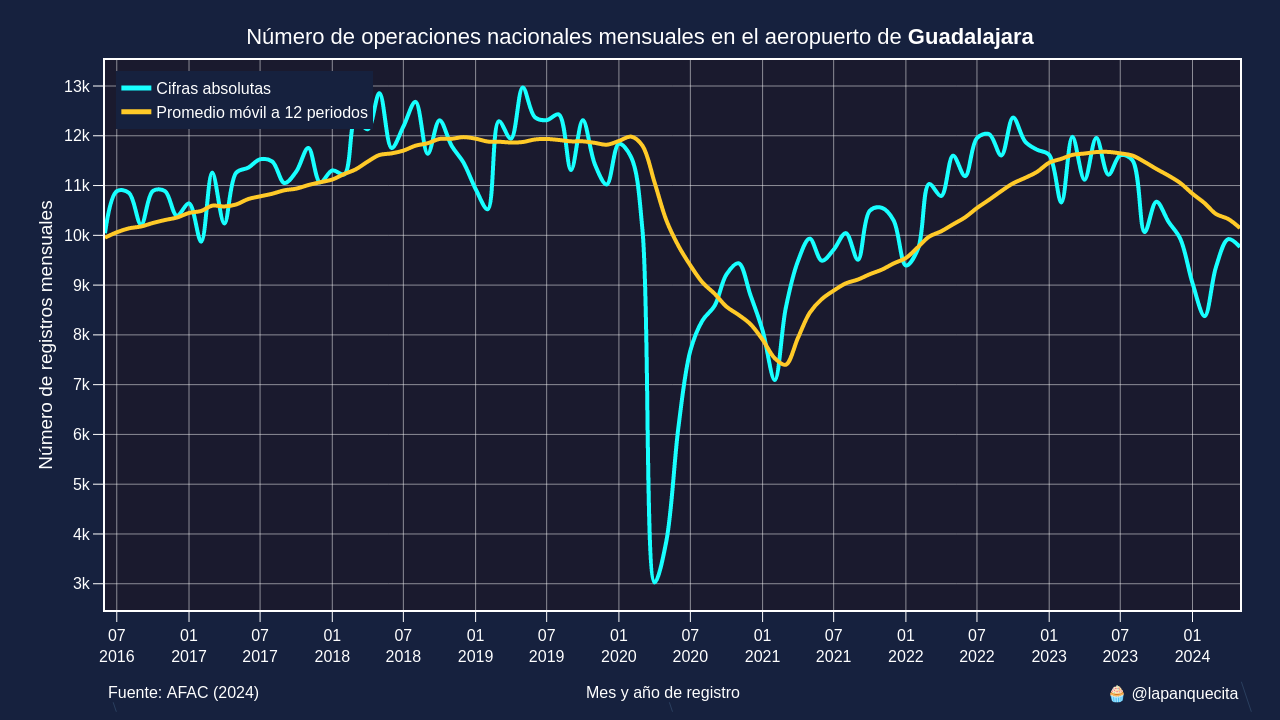 Número de operaciones nacionales mensuales en el aeropuerto de Guadalajara
Cifras absolutas
Promedio móvil a 12 periodos
Número de registros mensuales
13k
12k
11k
10k
9k
8k
7k
6k
5k
4k
3k
07 01 07 01 07 01 07 01 07 01 07 01 07 01 07 01
2016 2017 2017 2018 2018 2019 2019 2020 2020 2021 2021 2022 2022 2023 2023 2024
Fuente: AFAC (2024)
Mes y año de registro
🧁 @lapanquecita